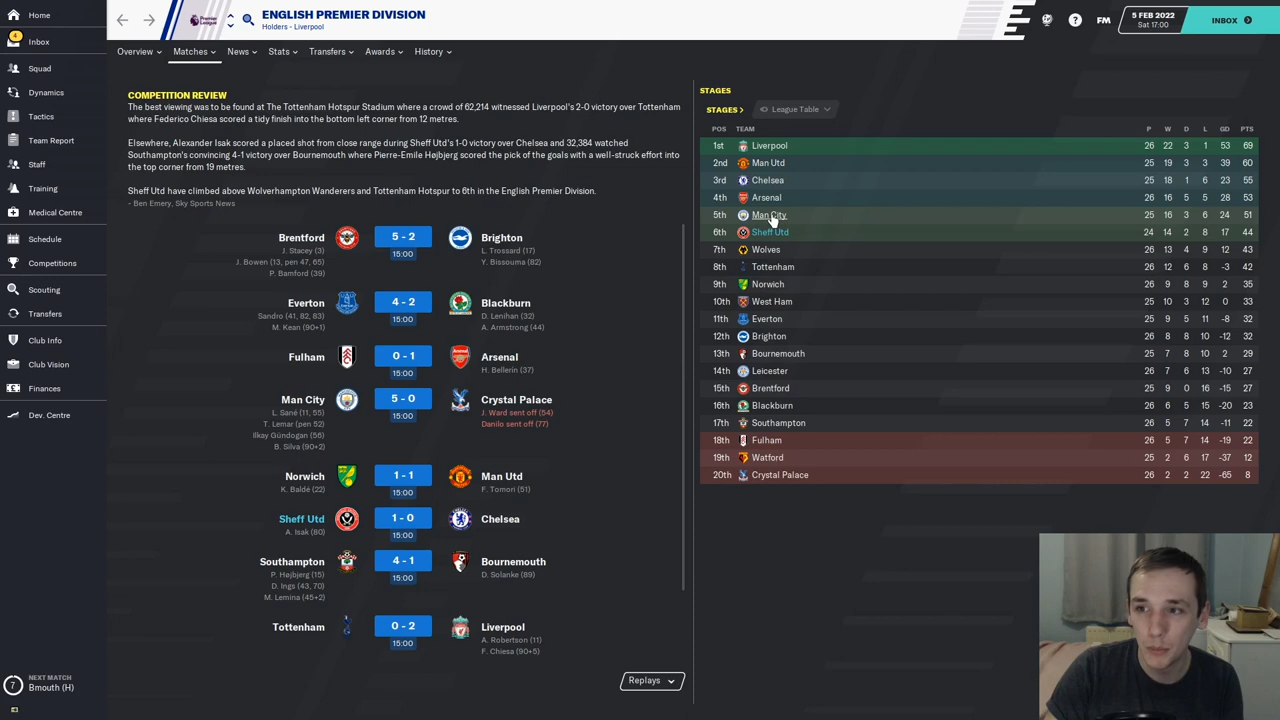 Home
4
Inbox
Squad
Dynamics
Tactics
Team Report
Staff
Training
Medical Centre
Schedule
Competitions
Scouting
Transfers
Club Info
Club Vision
Finances
Dev. Centre
7
NEXT MATCH
Bmouth (H)
Premier League
ENGLISH PREMIER DIVISION
Holders - Liverpool
? FM
5 FEB 2022
Sat 17:00
INBOX
Overview Matches News Stats Transfers Awards History
COMPETITION REVIEW
The best viewing was to be found at The Tottenham Hotspur Stadium where a crowd of 62,214 witnessed Liverpool's 2-0 victory over Tottenham
where Federico Chiesa scored a tidy finish into the bottom left corner from 12 metres.
Elsewhere, Alexander Isak scored a placed shot from during Sheff Utd's 1-0 victory over Chelsea and 32,384 watched
Southampton's convincing 4-1 victory over Bournemouth where Pierre-Emile Højbjerg scored the pick of the goals with a well-struck effort into
the top corner from 19 metres.
Sheff Utd have climbed above Wolverhampton Wanderers and Tottenham Hotspur to 6th in the English Premier Division.
- Ben Emery, Sky Sports News
Brentford 5 - 2 Brighton
J. Stacey (3) 15:00 L. Trossard (17)
J. Bowen (13, pen 47, 65) Y. Bissouma (82)
P. Bamford (39)
Everton 4 - 2 Blackburn
Sandro (41, 82, 83) 15:00 D. Lenihan (32)
M. Kean (90+1) A. Armstrong (44)
Fulham 0 - 1 Arsenal
15:00 H. Bellerin (37)
Man City 5 - 0 Crystal Palace
L. Sané (11, 55) 15:00 J. Ward sent off (54)
T. Lemar (pen 52) Danilo sent off (77)
Ilkay Gündogan (56)
B. Silva (90+2)
Norwich 1 - 1 Man Utd
K. Baldé (22) 15:00 F. Tomori (51)
Sheff Utd 1 - 0 Chelsea
A. Isak (80) 15:00
Southampton 4 - 1 Bournemouth
P. Højbjerg (15) 15:00 D. Solanke (89)
D. Ings (43, 70)
M. Lemina (45+2)
Tottenham 0 - 2 Liverpool
15:00 A. Robertson (11)
F. Chiesa (90+5)
Replays
STAGES
STAGES > League Table
POS TEAM P W D L GD PTS
1st Liverpool 26 22 3 1 53 69
2nd Man Utd 25 19 3 3 39 60
3rd Chelsea 25 18 1 6 23 55
4th Arsenal 26 16 5 5 28 53
5th Man City 25 16 3 6 24 51
6th Sheff Utd 24 14 2 8 17 44
7th Wolves 26 13 4 9 12 43
8th Tottenham 26 12 6 8 -3 42
9th Norwich 26 9 8 9 2 35
10th West Ham 25 10 3 12 0 33
11th Everton 25 9 5 11 -8 32
12th Brighton 26 8 8 10 -12 32
13th Bournemouth 25 7 8 10 2 29
14th Leicester 26 7 6 13 -10 27
15th Brentford 25 9 0 16 -15 27
16th Blackburn 26 6 5 15 -20 23
17th Southampton 26 5 7 14 -11 22
18th Fulham 26 5 7 14 -19 22
19th Watford 25 2 6 17 -37 12
20th Crystal Palace 26 2 2 22 -65 8